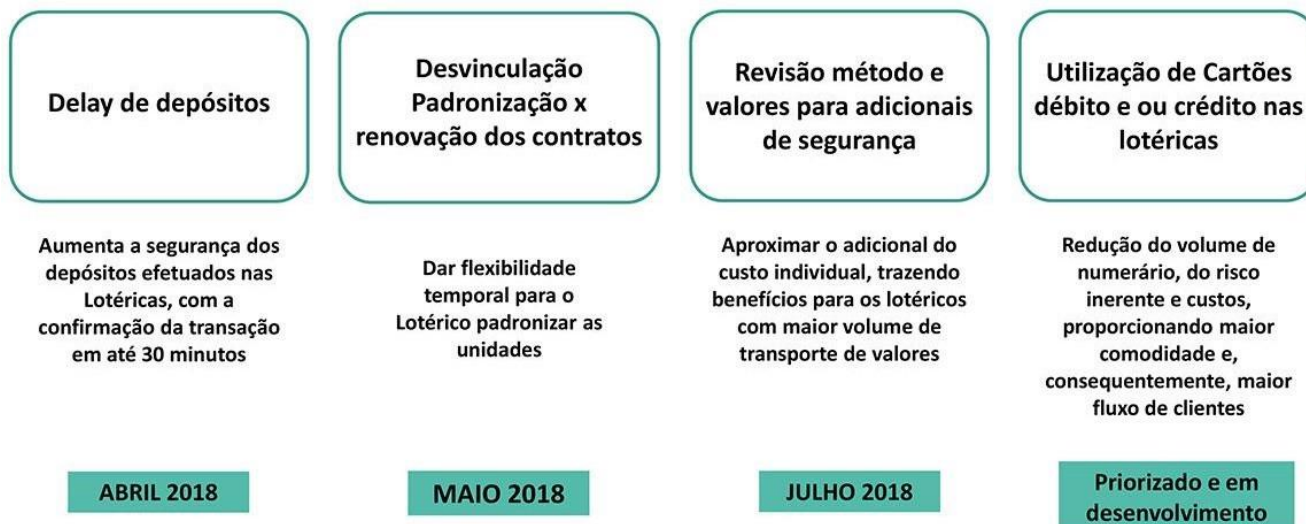 Delay de depósitos
Aumenta a segurança dos
depósitos efetuados nas
Lotéricas, com a
confirmação da transação
em até 30 minutos
ABRIL 2018
Desvinculação
Padronização x
renovação dos contratos
Dar flexibilidade
temporal para o
Lotérico padronizar as
unidades
MAIO 2018
Revisão método e
valores para adicionais
de segurança
Aproximar o adicional do
custo individual, trazendo
benefícios para os lotéricos
com maior volume de
transporte de valores
JULHO 2018
Utilização de Cartões
débito e ou crédito nas
lotéricas
Redução do volume de
numerário, do risco
inerente e custos,
proporcionando maior
comodidade e,
consequentemente, maior
fluxo de clientes
Priorizado e em
desenvolvimento